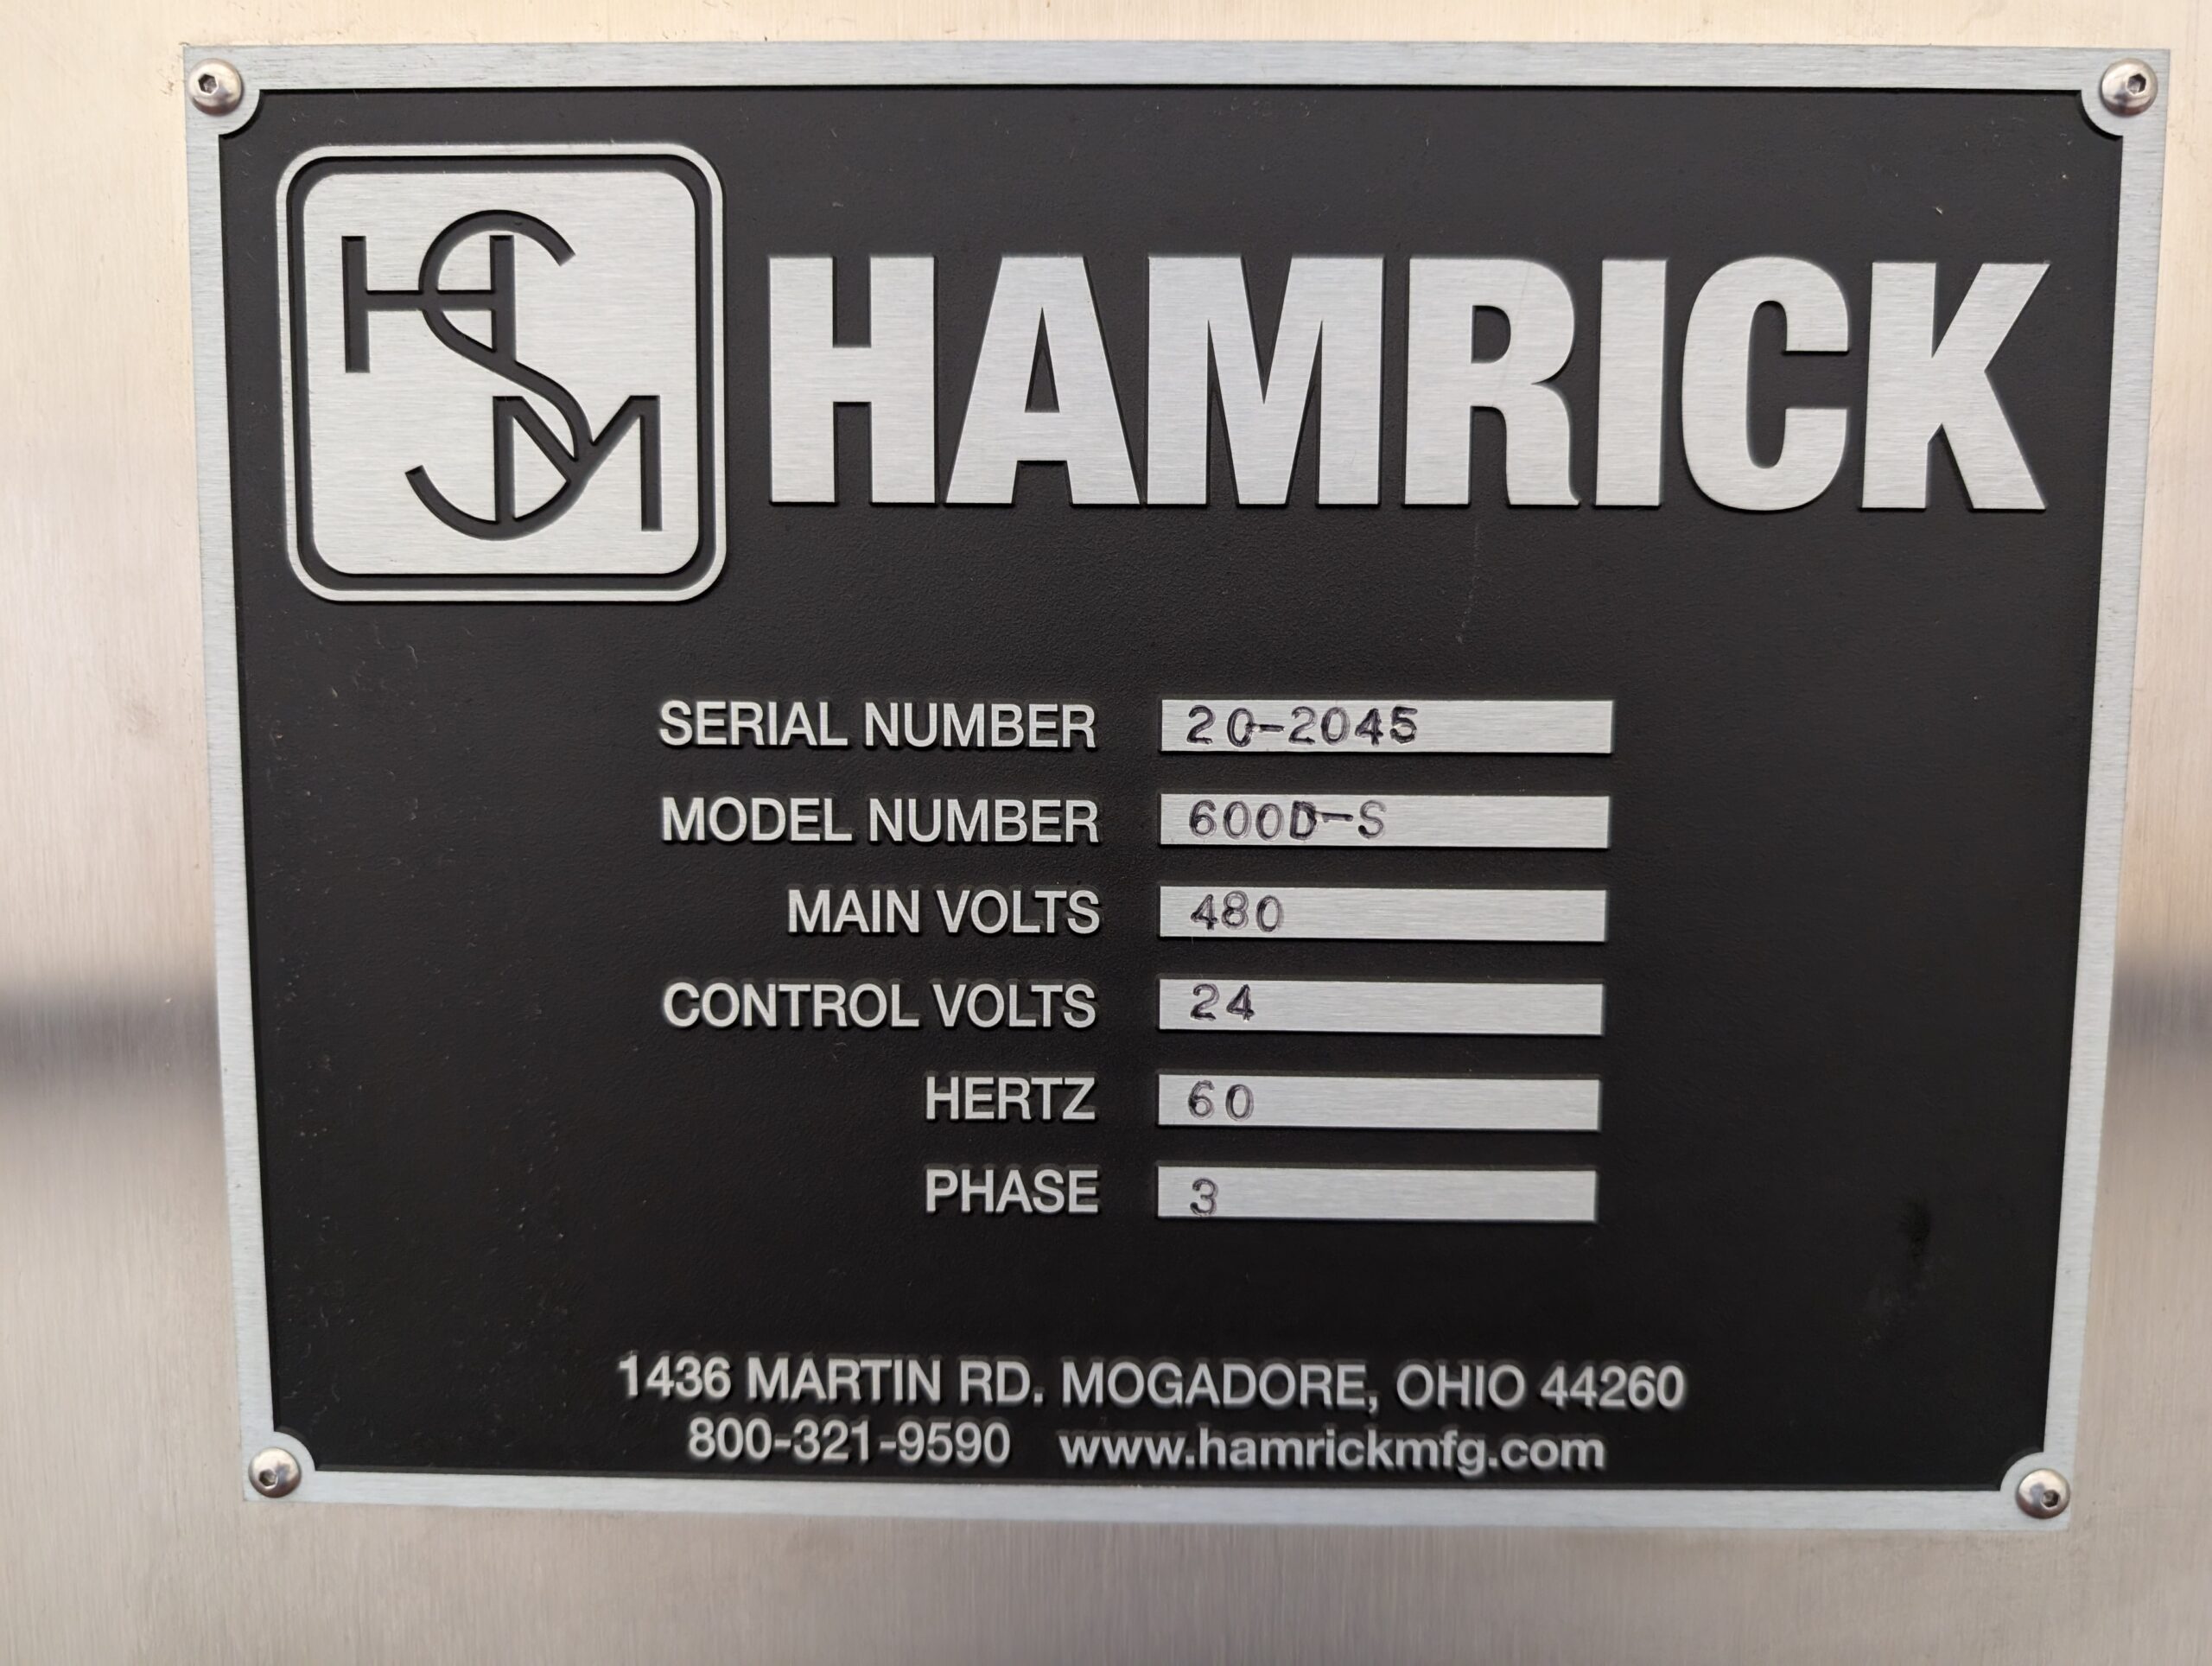 HSM HAMRICK
SERIAL NUMBER 20-2045
MODEL NUMBER 600D-S
MAIN VOLTS 480
CONTROL VOLTS 24
HERTZ 60
PHASE 3
1436 MARTIN RD. MOGADORE, OHIO 44260
800-321-9590 www.hamrickmfg.com